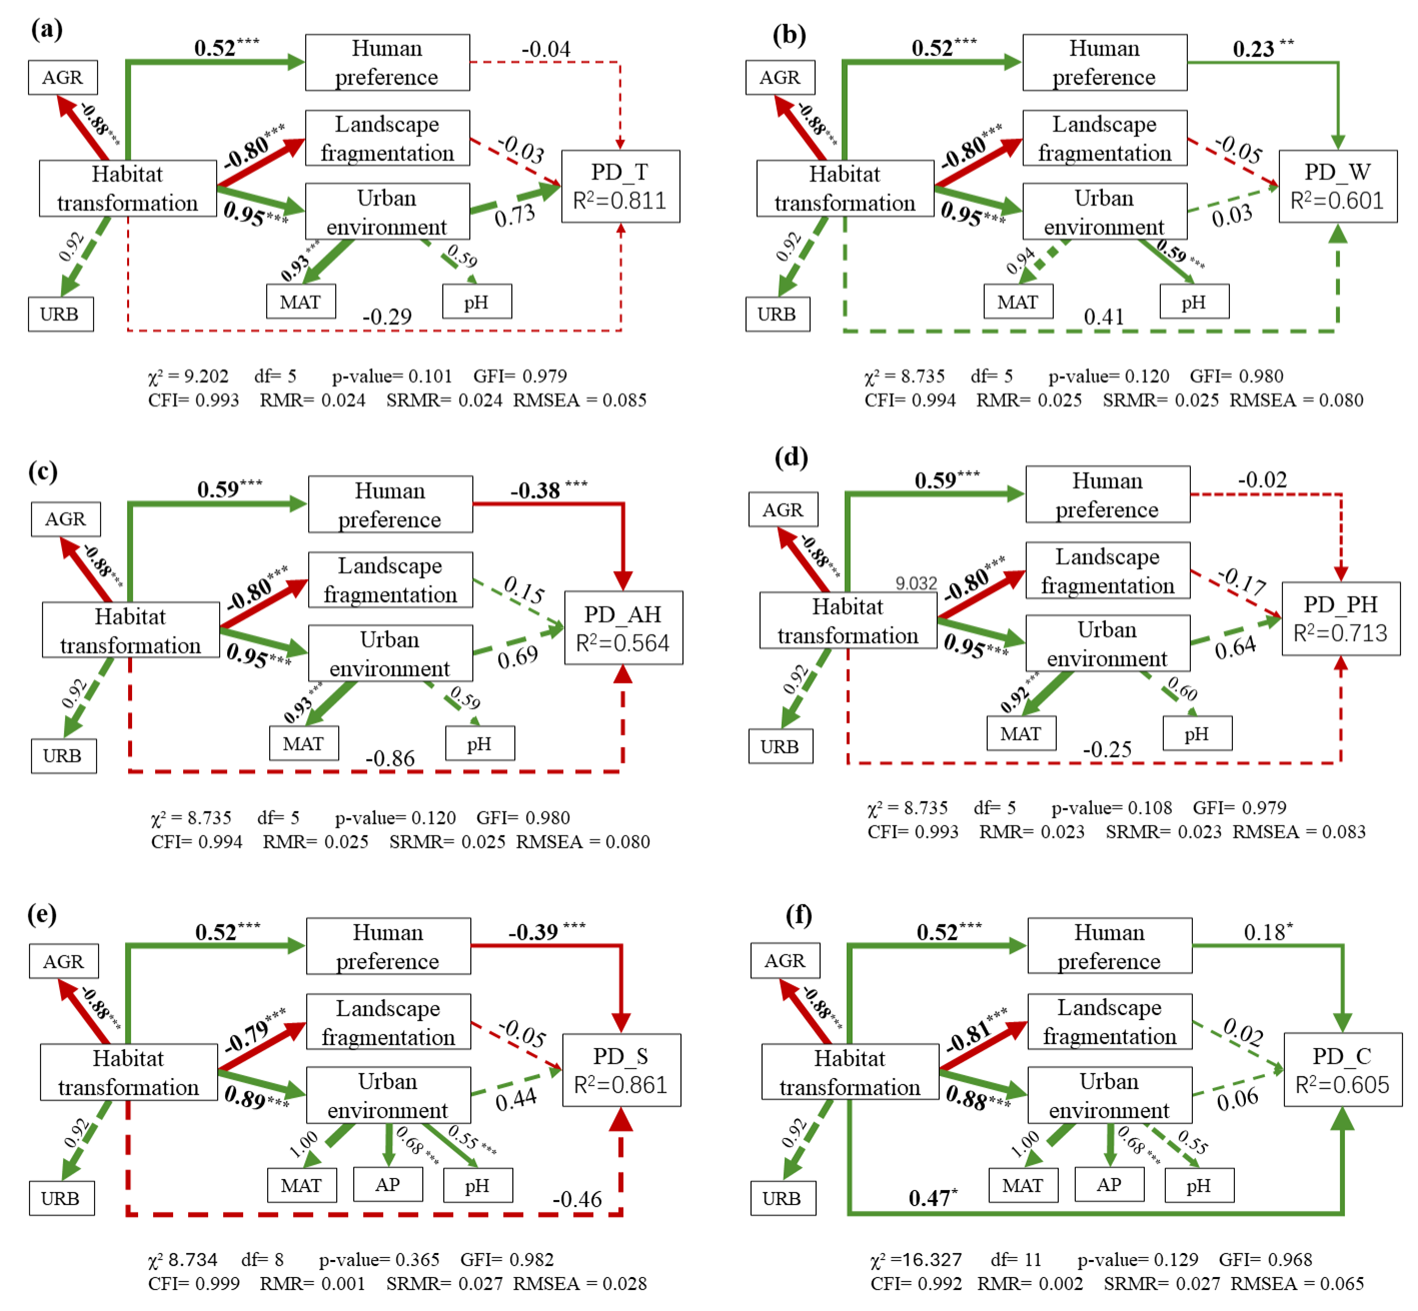 (a)
0.52***
Human
preference
-0.04
AGR
-0.88***
-0.80***
Landscape
fragmentation
-0.03
Habitat
transformation
0.95***
Urban
environment
0.73
PD_T
R²=0.811
0.92
0.93***
0.59
URB
MAT
pH
-0.29
χ² = 9.202 df= 5 p-value= 0.101 GFI= 0.979
CFI= 0.993 RMR= 0.024 SRMR= 0.024 RMSEA = 0.085
(b)
0.52***
Human
preference
0.23 **
AGR
-0.88***
-0.80***
Landscape
fragmentation
-0.05
Habitat
transformation
0.95***
Urban
environment
0.03
PD_W
R²=0.601
0.92
0.94
0.59 ***
URB
MAT
pH
0.41
χ² = 8.735 df= 5 p-value= 0.120 GFI= 0.980
CFI= 0.994 RMR= 0.025 SRMR= 0.025 RMSEA = 0.080
(c)
0.59***
Human
preference
-0.38 ***
AGR
-0.88***
-0.80***
Landscape
fragmentation
0.15
Habitat
transformation
0.95***
Urban
environment
0.69
PD_AH
R²=0.564
0.92
0.93***
0.59
URB
MAT
pH
-0.86
χ² = 8.735 df= 5 p-value= 0.120 GFI= 0.980
CFI= 0.994 RMR= 0.025 SRMR= 0.025 RMSEA = 0.080
(d)
0.59***
Human
preference
-0.02
AGR
-0.88***
9.032
-0.80***
Landscape
fragmentation
-0.17
Habitat
transformation
0.95***
Urban
environment
0.64
PD_PH
R²=0.713
0.92
0.92***
0.60
URB
MAT
pH
-0.25
χ² = 8.735 df= 5 p-value= 0.108 GFI= 0.979
CFI= 0.993 RMR= 0.023 SRMR= 0.023 RMSEA = 0.083
(e)
0.52***
Human
preference
-0.39 ***
AGR
-0.88***
-0.79***
Landscape
fragmentation
-0.05
Habitat
transformation
0.89***
Urban
environment
0.44
PD_S
R²=0.861
0.92
1.00
0.68 ***
0.55 ***
URB
MAT
AP
pH
-0.46
χ² 8.734 df= 8 p-value= 0.365 GFI= 0.982
CFI= 0.999 RMR= 0.001 SRMR= 0.027 RMSEA = 0.028
(f)
0.52***
Human
preference
0.18*
AGR
-0.88***
-0.81***
Landscape
fragmentation
0.02
Habitat
transformation
0.88***
Urban
environment
0.06
PD_C
R²=0.605
0.92
1.00
0.68 ***
0.55
URB
MAT
AP
pH
0.47*
χ² =16.327 df= 11 p-value= 0.129 GFI= 0.968
CFI= 0.992 RMR= 0.002 SRMR= 0.027 RMSEA = 0.065